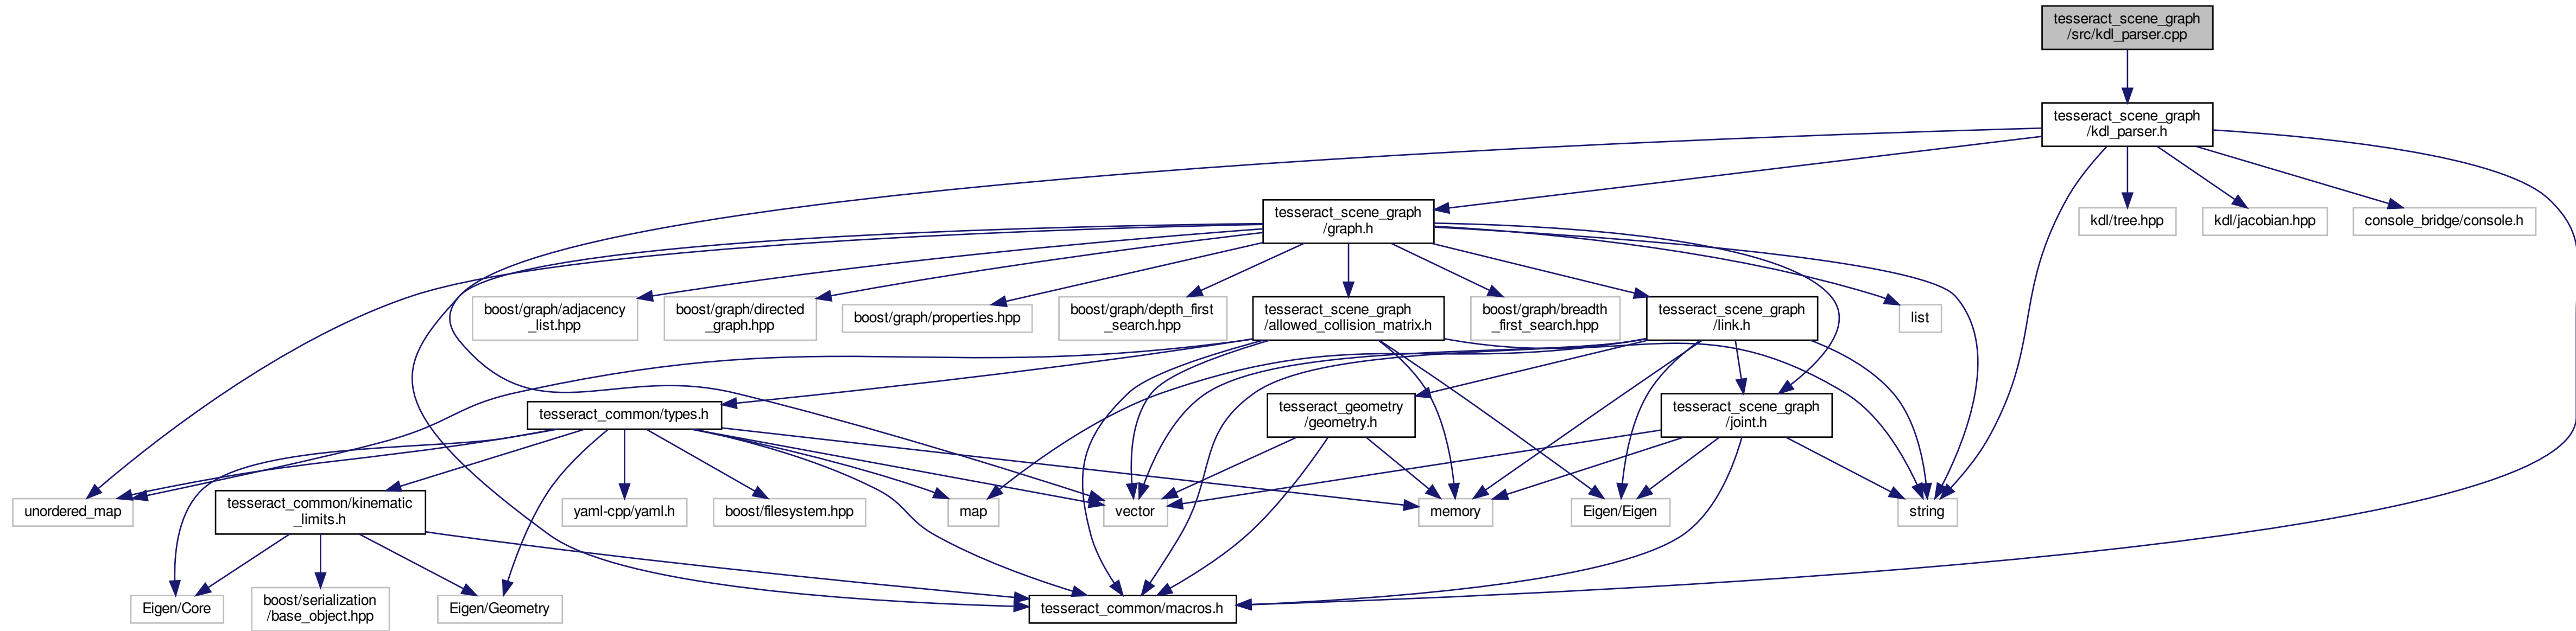 tesseract_scene_graph
/src/kdl_parser.cpp
tesseract_scene_graph
/kdl_parser.h
tesseract_scene_graph
/graph.h
kdl/tree.hpp
kdl/jacobian.hpp
console_bridge/console.h
boost/graph/adjacency
_list.hpp
boost/graph/directed
_graph.hpp
boost/graph/properties.hpp
boost/graph/depth_first
_search.hpp
tesseract_scene_graph
/allowed_collision_matrix.h
boost/graph/breadth
_first_search.hpp
tesseract_scene_graph
/link.h
list
tesseract_common/types.h
tesseract_geometry
/geometry.h
tesseract_scene_graph
/joint.h
unordered_map
tesseract_common/kinematic
_limits.h
yaml-cpp/yaml.h
boost/filesystem.hpp
map
vector
memory
Eigen/Eigen
string
Eigen/Core
boost/serialization
/base_object.hpp
Eigen/Geometry
tesseract_common/macros.h